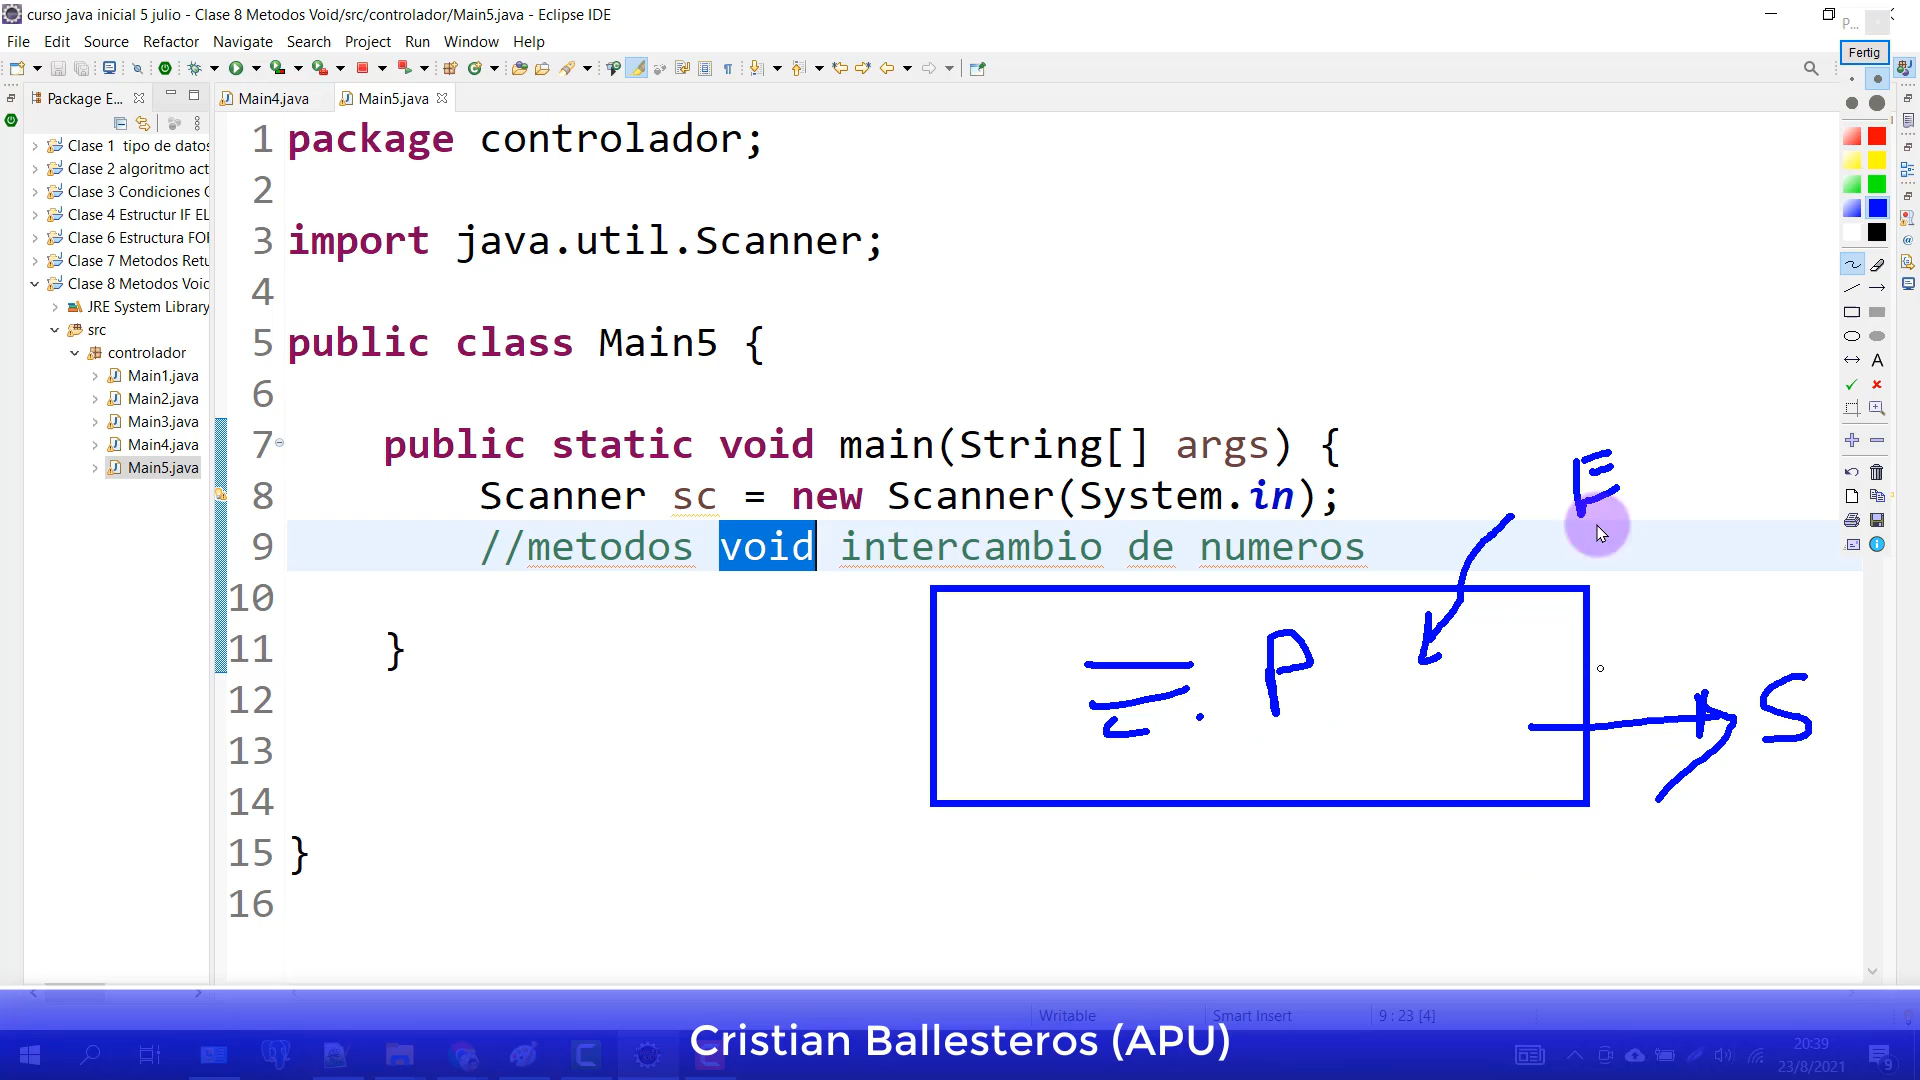 curso java inicial 5 julio - Clase 8 Metodos Void/src/controlador/Main5.java - Eclipse IDE
File Edit Source Refactor Navigate Search Project Run Window Help
Fertig
Package E...
Main4.java
Main5.java
Clase 1 tipo de datos
Clase 2 algoritmo act
Clase 3 Condiciones
Clase 4 Estructur IF EL
Clase 6 Estructura FOR
Clase 7 Metodos Retu
Clase 8 Metodos Void
JRE System Library
src
controlador
Main1.java
Main2.java
Main3.java
Main4.java
Main5.java
1 package controlador;
2
3 import java.util.Scanner;
4
5 public class Main5 {
6
7 public static void main(String[] args) {
8 Scanner sc = new Scanner(System.in);
9 //metodos void intercambio de numeros
10
11 }
12
13
14
15 }
16
E
P
S
Writable Smart Insert 9 : 23 [4]
Cristian Ballesteros (APU)
20:39
23/8/2021